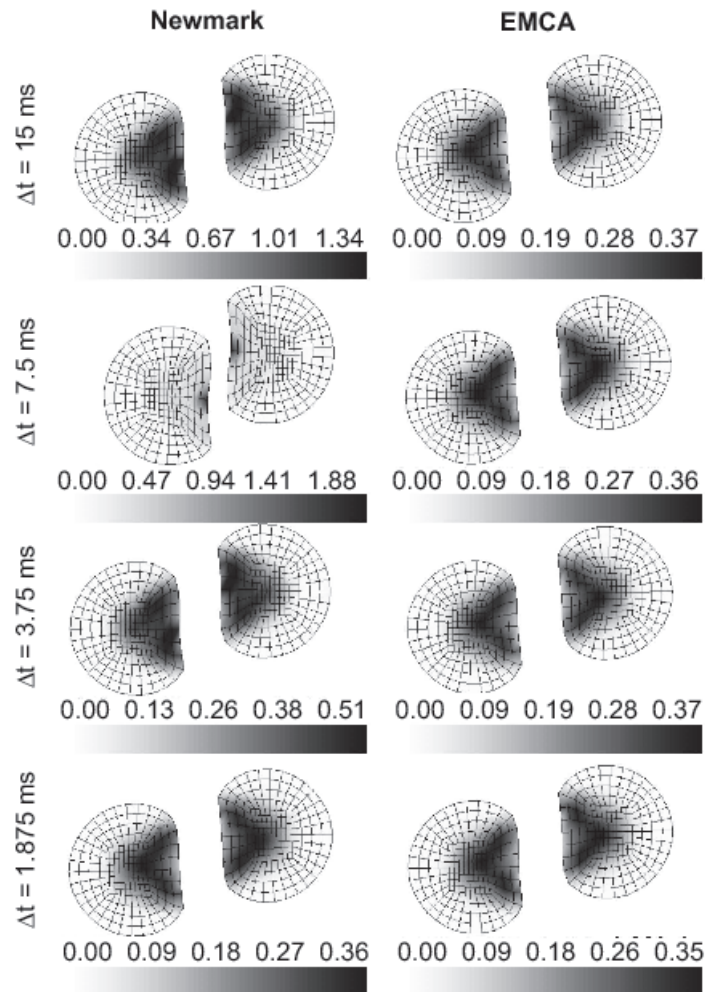 Newmark EMCA
Δt = 15 ms
0.00 0.34 0.67 1.01 1.34 0.00 0.09 0.19 0.28 0.37
Δt = 7.5 ms
0.00 0.47 0.94 1.41 1.88 0.00 0.09 0.18 0.27 0.36
Δt = 3.75 ms
0.00 0.13 0.26 0.38 0.51 0.00 0.09 0.19 0.28 0.37
Δt = 1.875 ms
0.00 0.09 0.18 0.27 0.36 0.00 0.09 0.18 0.26 0.35